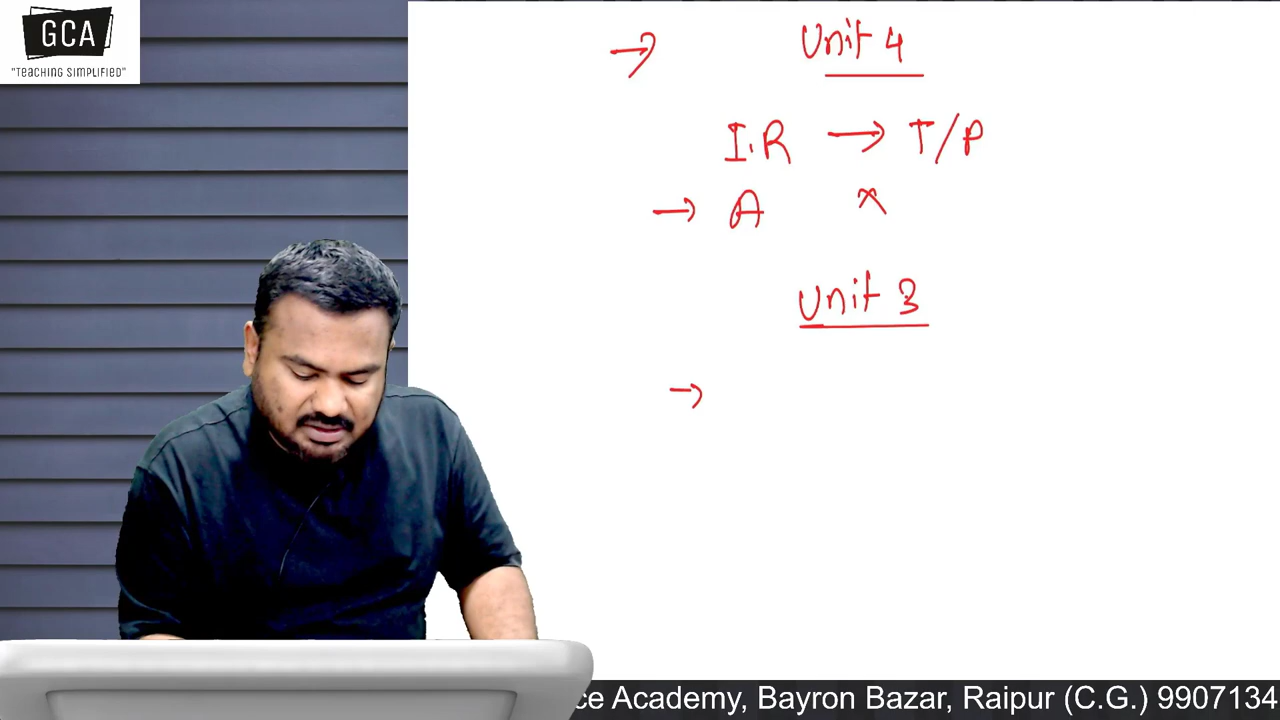 GCA
"TEACHING SIMPLIFIED"
→ Unit 4
I.R → T/P
→ A x
Unit 3
→
ce Academy, Bayron Bazar, Raipur (C.G.) 9907134